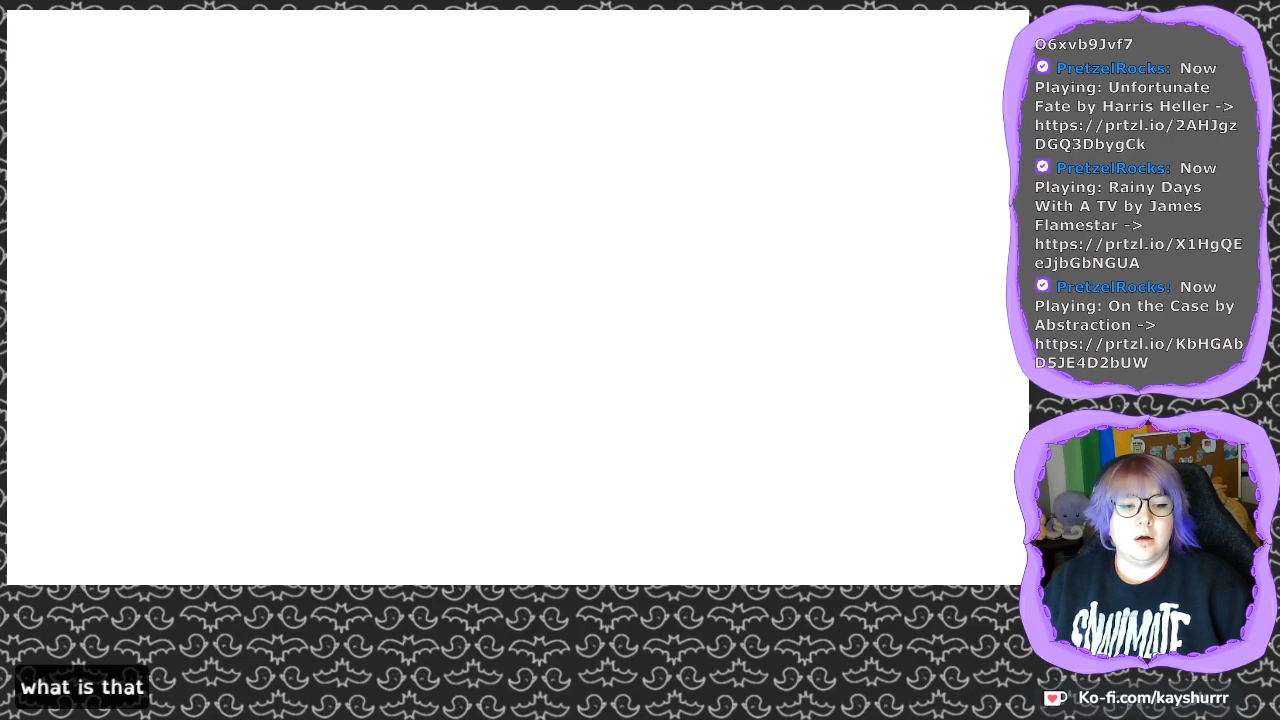 O6xvb9Jvf7
PretzelRocks: Now
Playing: Unfortunate
Fate by Harris Heller ->
https://prtzl.io/2AHJgz
DGQ3DbygCk
PretzelRocks: Now
Playing: Rainy Days
With A TV by James
Flamestar ->
https://prtzl.io/X1HgQE
eJjbGbNGUA
PretzelRocks: Now
Playing: On the Case by
Abstraction ->
https://prtzl.io/KbHGAb
D5JE4D2bUW
what is that
Ko-fi.com/kayshurrr